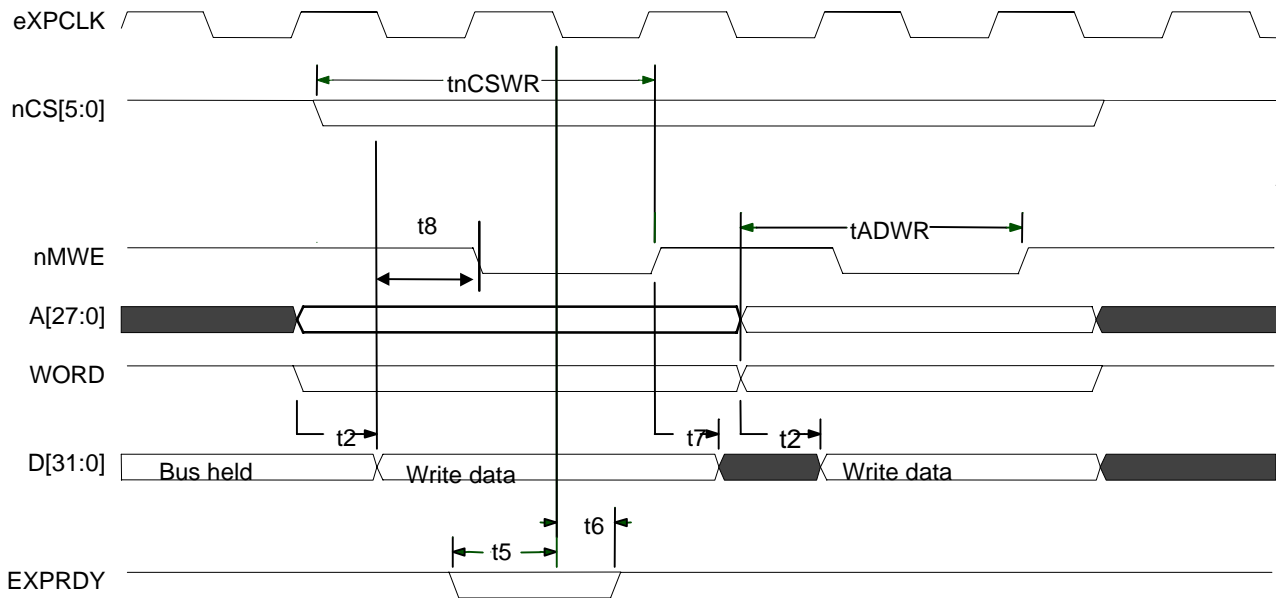 eXPCLK
tnCSWR
nCS[5:0]
t8
tADWR
nMWE
A[27:0]
WORD
t2
t7
t2
D[31:0]
Bus held
Write data
Write data
t6
t5
EXPRDY